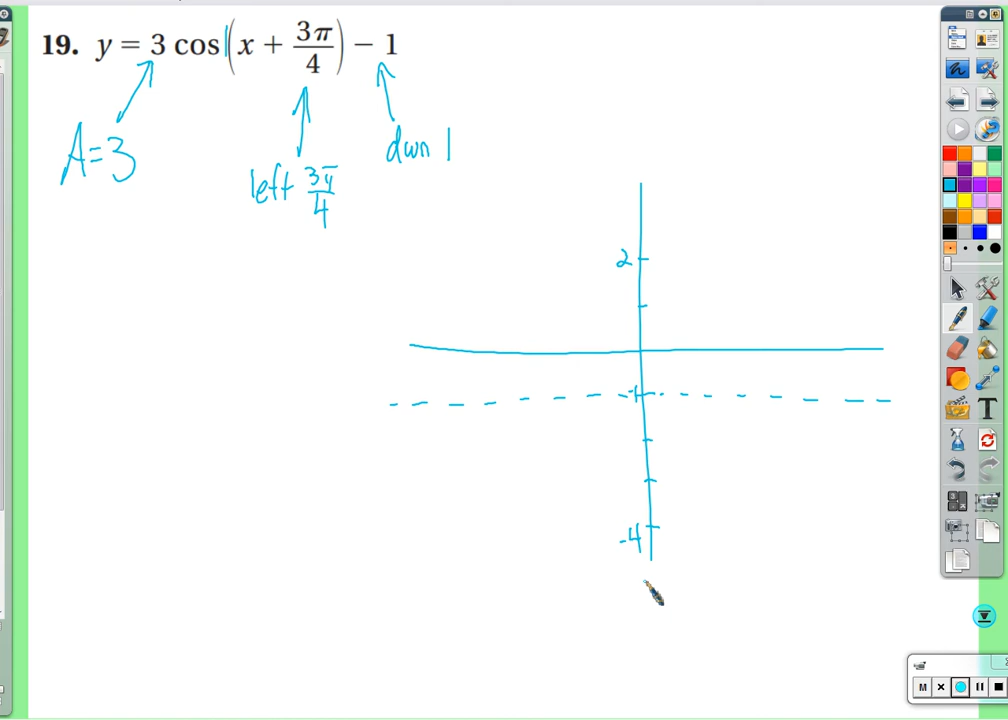 19. y = 3 cos(x + 3π/4) − 1
A=3
left 3π/4
dwn 1
2
-1
-4
T
M